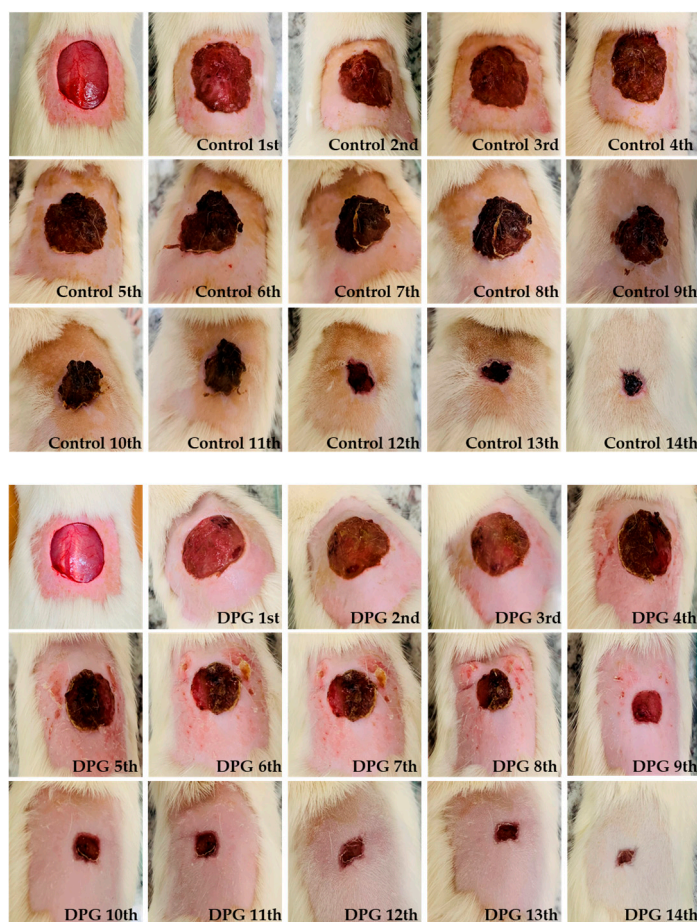 Control 1st
Control 2nd
Control 3rd
Control 4th
Control 5th
Control 6th
Control 7th
Control 8th
Control 9th
Control 10th
Control 11th
Control 12th
Control 13th
Control 14th
DPG 1st
DPG 2nd
DPG 3rd
DPG 4th
DPG 5th
DPG 6th
DPG 7th
DPG 8th
DPG 9th
DPG 10th
DPG 11th
DPG 12th
DPG 13th
DPG 14th